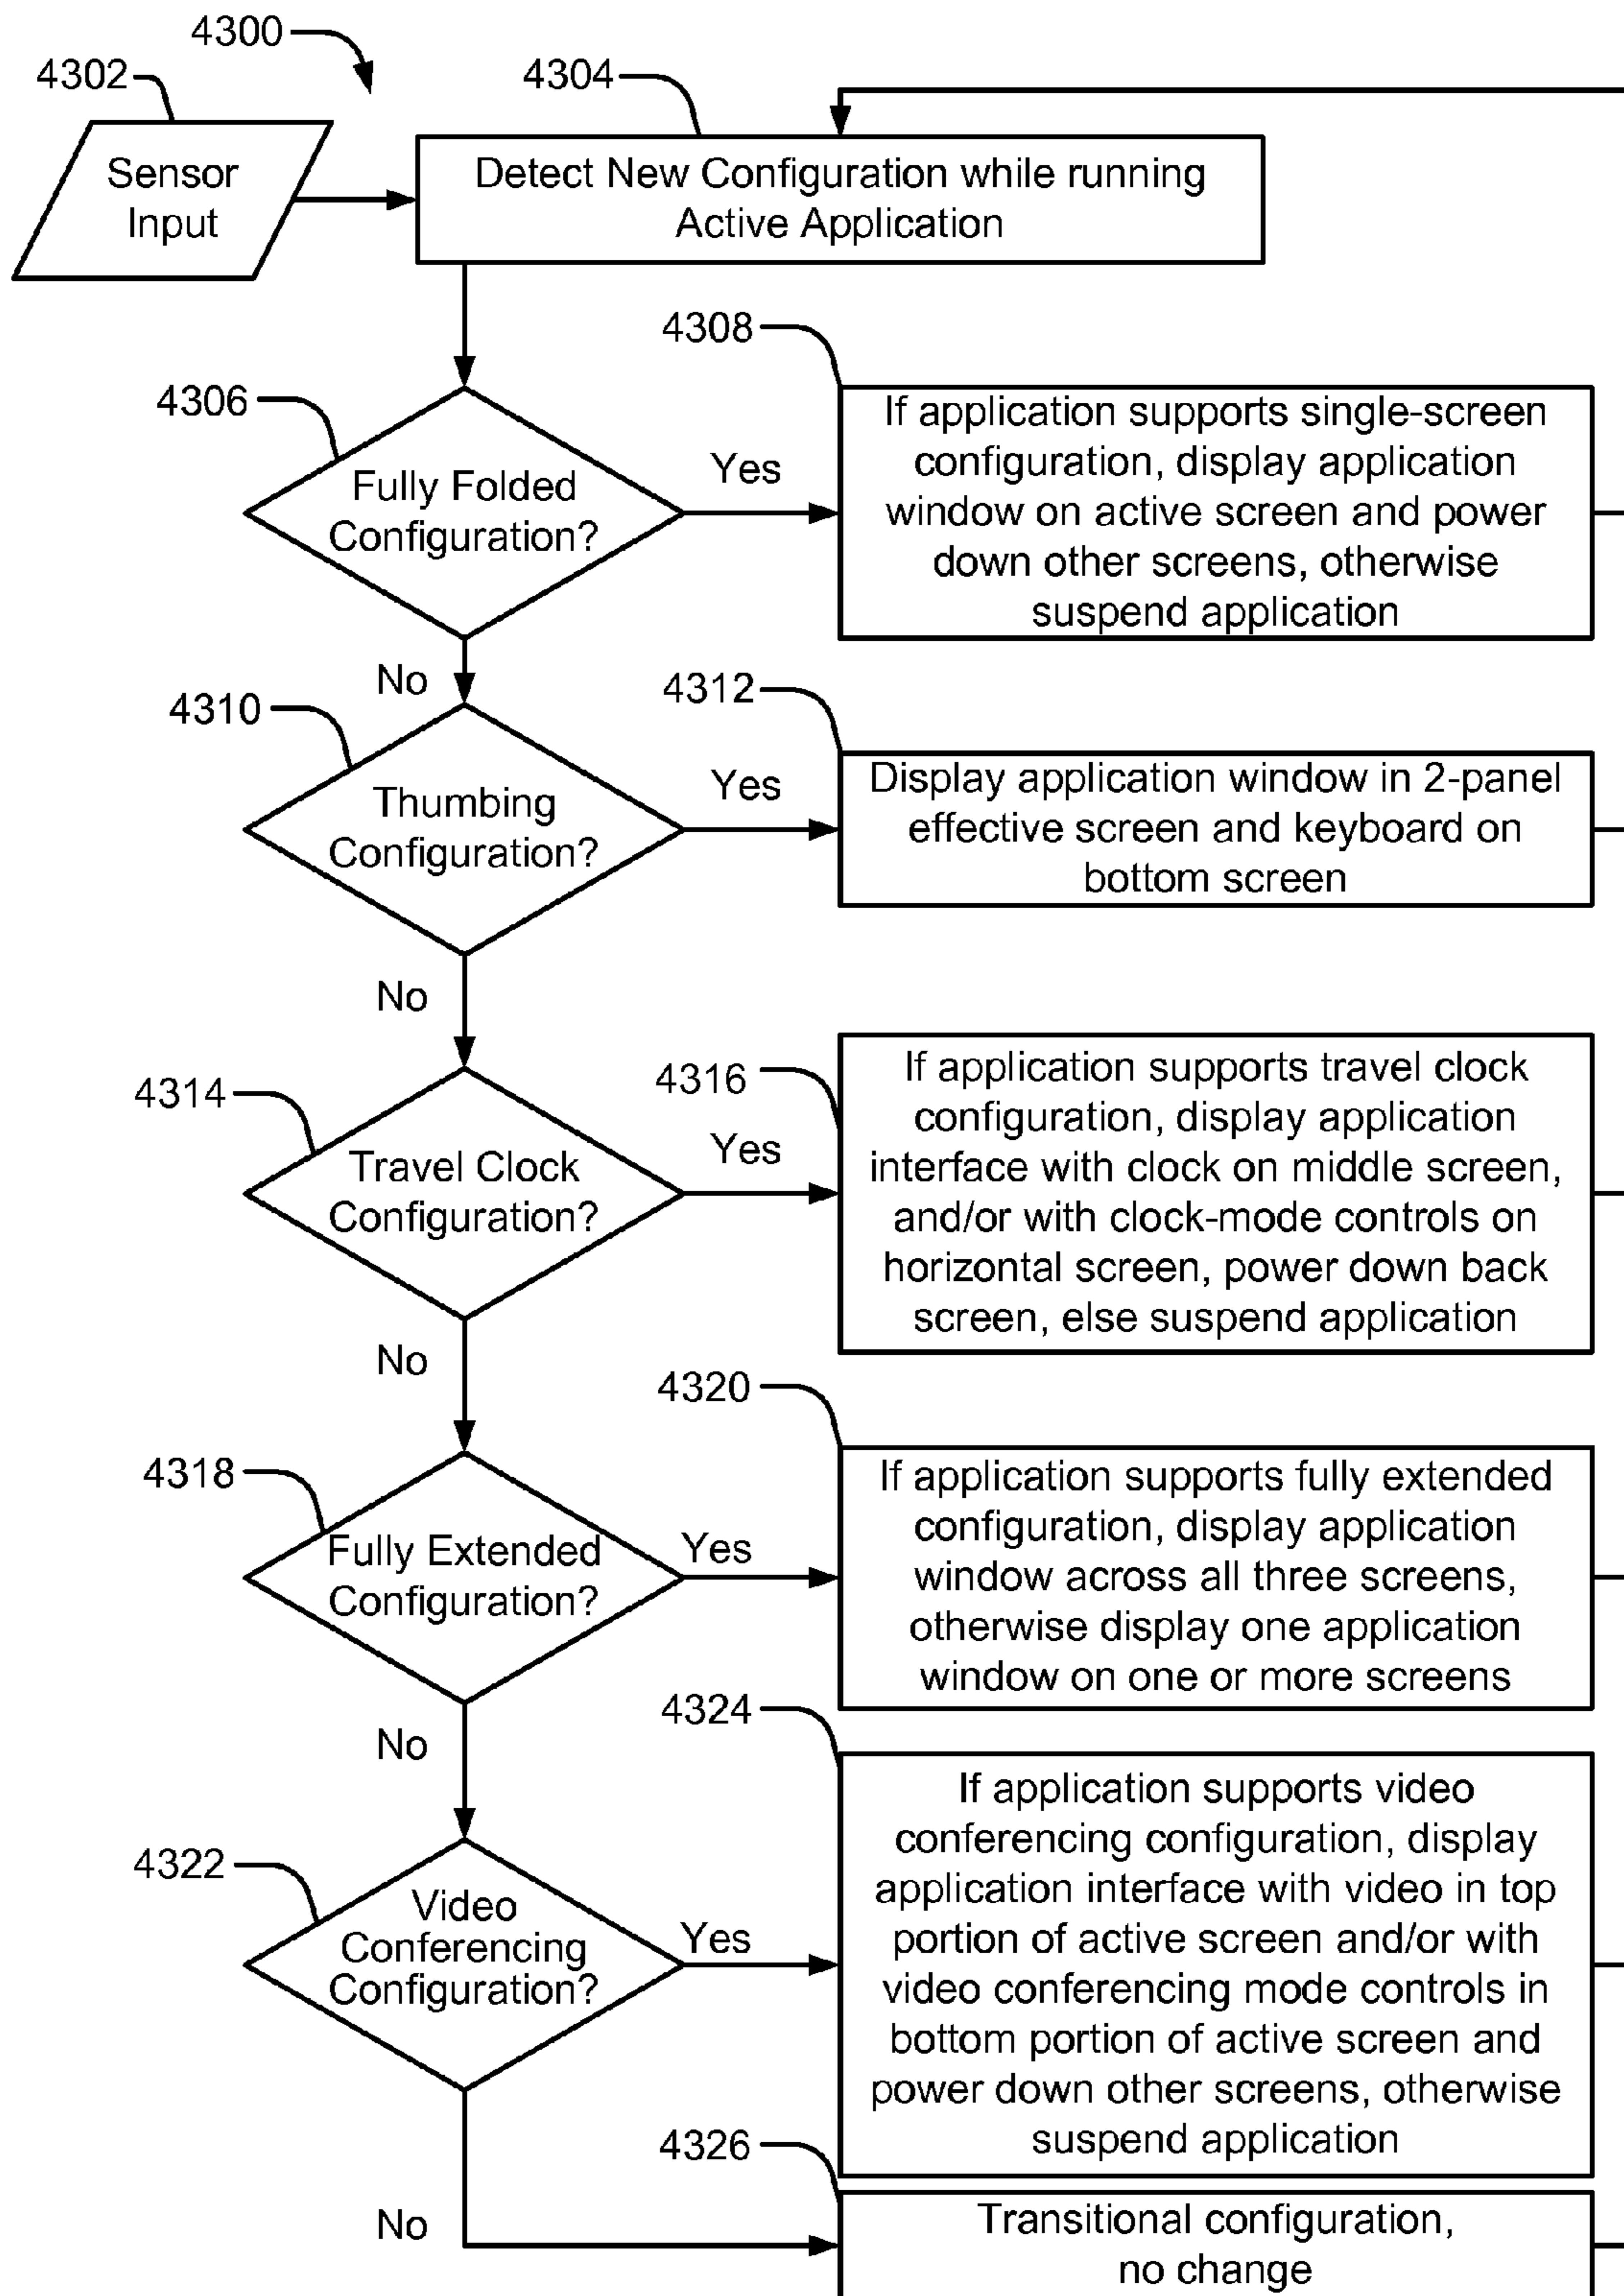 4300
4302
4304
Sensor
Input
Detect New Configuration while running
Active Application
4306
Fully Folded
Configuration?
Yes
No
4308
If application supports single-screen
configuration, display application
window on active screen and power
down other screens, otherwise
suspend application
4310
Thumbing
Configuration?
Yes
No
4312
Display application window in 2-panel
effective screen and keyboard on
bottom screen
4314
Travel Clock
Configuration?
Yes
No
4316
If application supports travel clock
configuration, display application
interface with clock on middle screen,
and/or with clock-mode controls on
horizontal screen, power down back
screen, else suspend application
4318
Fully Extended
Configuration?
Yes
No
4320
If application supports fully extended
configuration, display application
window across all three screens,
otherwise display one application
window on one or more screens
4322
Video
Conferencing
Configuration?
Yes
No
4324
If application supports video
conferencing configuration, display
application interface with video in top
portion of active screen and/or with
video conferencing mode controls in
bottom portion of active screen and
power down other screens, otherwise
suspend application
4326
Transitional configuration,
no change